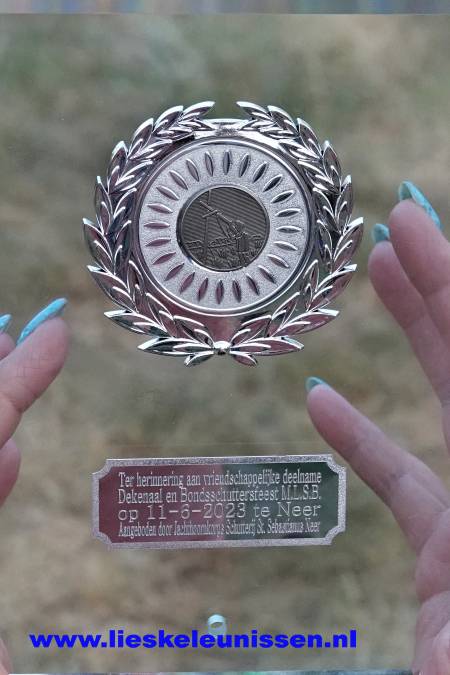 Ter herinnering aan vriendschappelijke deelname
Dekenaal en Bondsschuttersfeest M.L.S.B.
op 11-6-2023 te Neer
Aangeboden door Jachthoornkorps Schutterij St. Sebastianus Neer
www.lieskeleunissen.nl